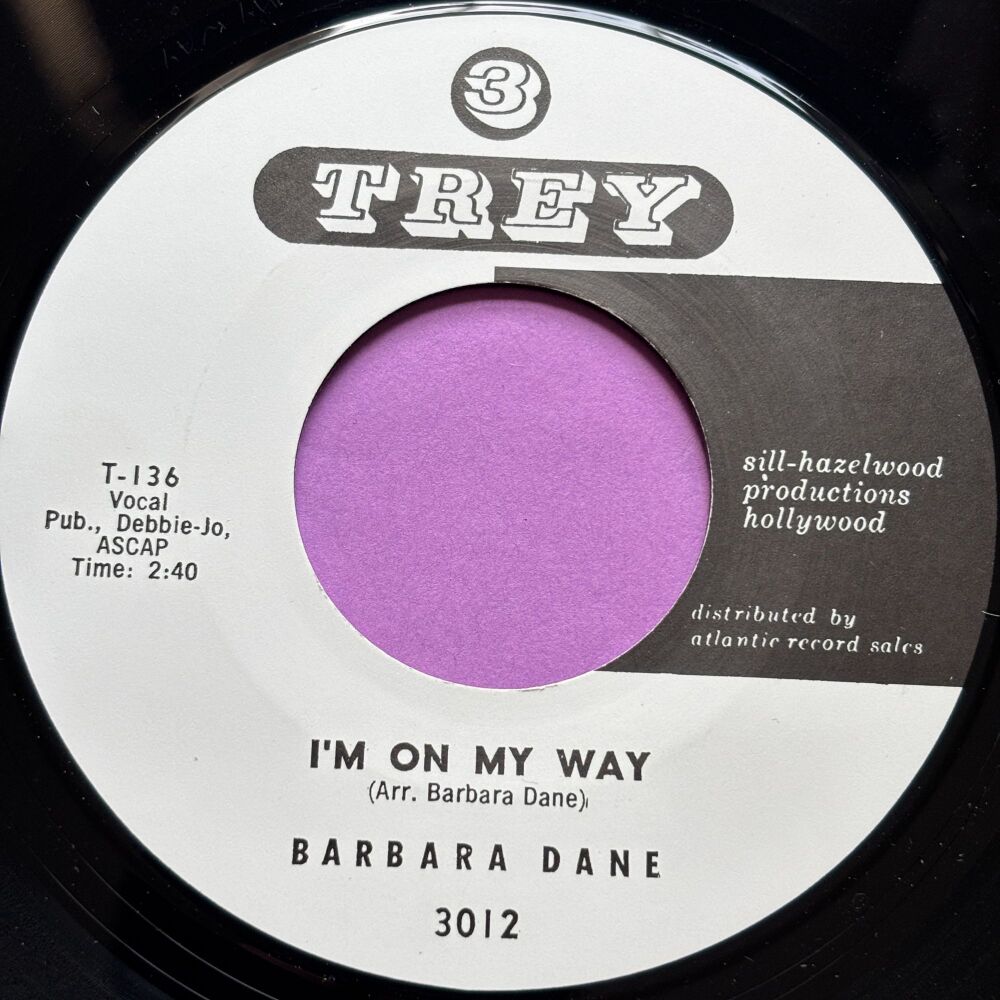 3
TREY
T-136
Vocal
Pub., Debbie-Jo,
ASCAP
Time: 2:40
sill-hazelwood
productions
hollywood
distributed by
atlantic record sales
I'M ON MY WAY
(Arr. Barbara Dane)
BARBARA DANE
3012